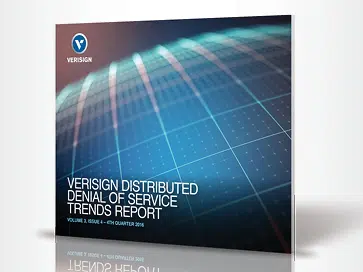 VERISIGN
VERISIGN DISTRIBUTED
DENIAL OF SERVICE
TRENDS REPORT
VOLUME 3, ISSUE 4 – 4TH QUARTER 2016